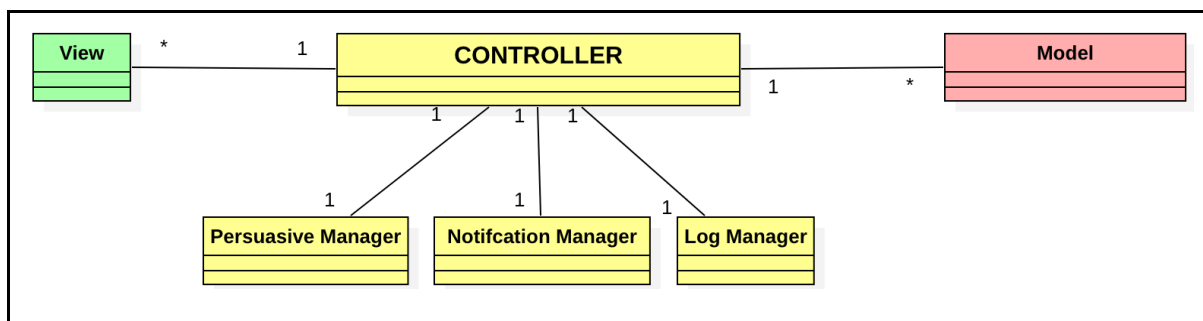 View
*
1
CONTROLLER
Model
1
*
1
1
1
1
1
1
Persuasive Manager
Notifcation Manager
Log Manager